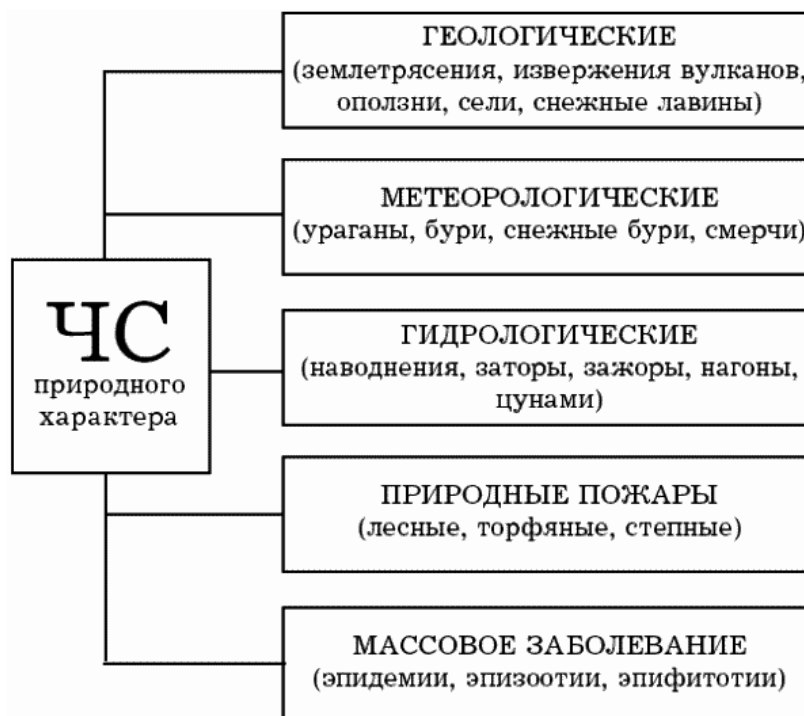 ГЕОЛОГИЧЕСКИЕ
(землетрясения, извержения вулканов,
оползни, сели, снежные лавины)
МЕТЕОРОЛОГИЧЕСКИЕ
(ураганы, бури, снежные бури, смерчи)
ЧС
природного
характера
ГИДРОЛОГИЧЕСКИЕ
(наводнения, заторы, зажоры, нагоны,
цунами)
ПРИРОДНЫЕ ПОЖАРЫ
(лесные, торфяные, степные)
МАССОВОЕ ЗАБОЛЕВАНИЕ
(эпидемии, эпизоотии, эпифитотии)